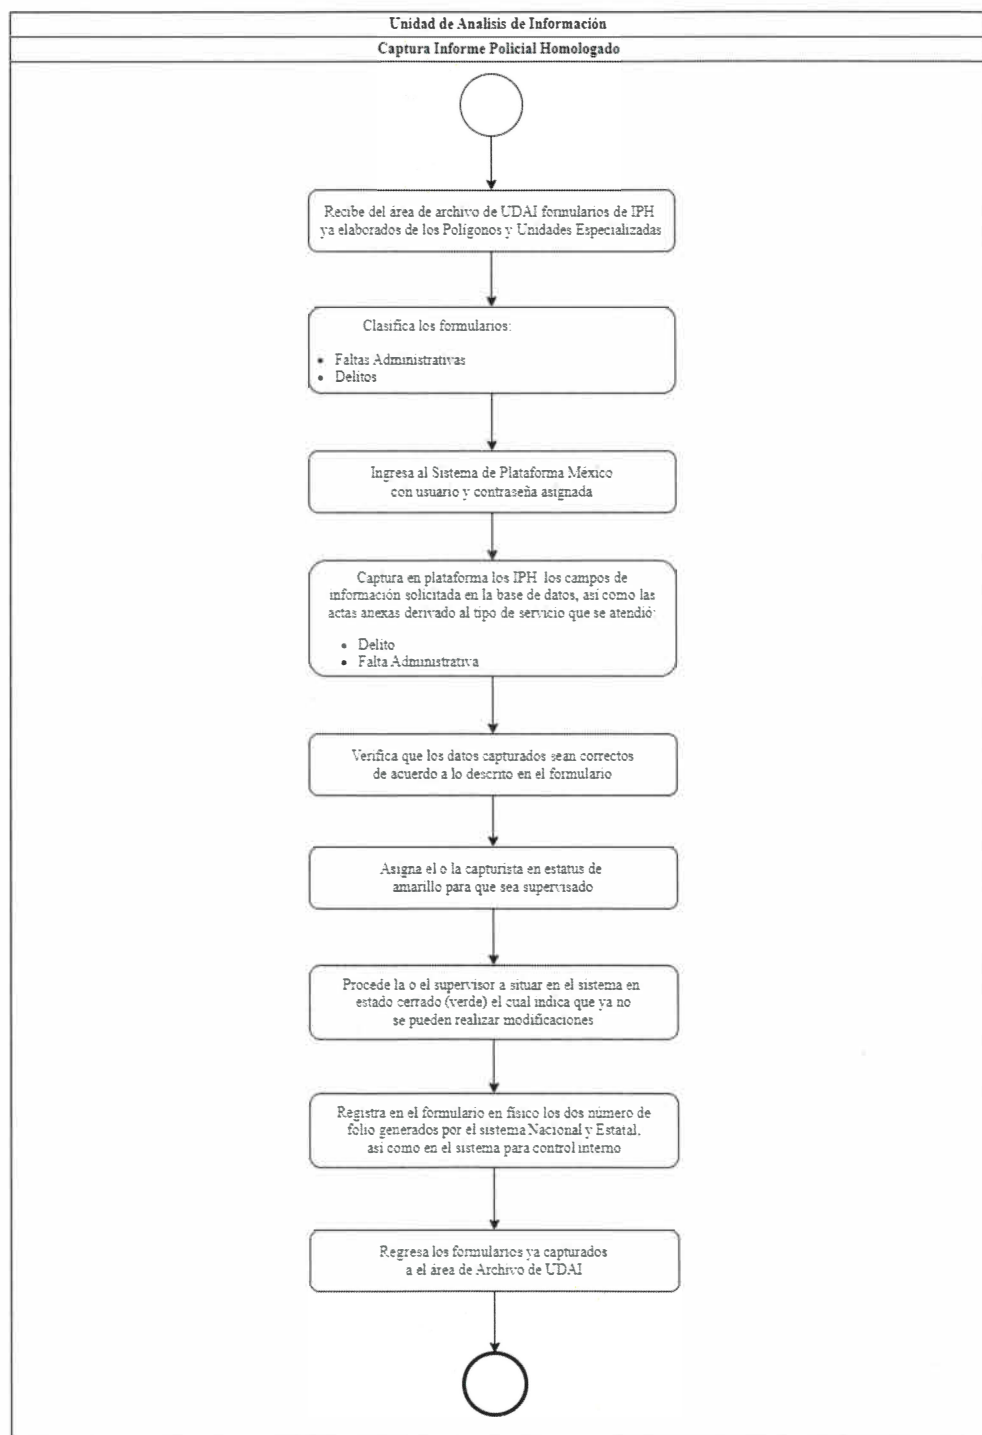 Unidad de Analisis de Información
Captura Informe Policial Homologado
Recibe del área de archivo de UDAI formularios de IPH
ya elaborados de los Polígonos y Unidades Especializadas
Clasifica los formularios:
• Faltas Administrativas
• Delitos
Ingresa al Sistema de Plataforma México
con usuario y contraseña asignada
Captura en plataforma los IPH los campos de
información solicitada en la base de datos, así como las
actas anexas derivado al tipo de servicio que se atendió:
• Delito
• Falta Administrativa
Verifica que los datos capturados sean correctos
de acuerdo a lo descrito en el formulario
Asigna el o la capturista en estatus de
amarillo para que sea supervisado
Procede la o el supervisor a situar en el sistema en
estado cerrado (verde) el cual indica que ya no
se pueden realizar modificaciones
Registra en el formulario en físico los dos número de
folio generados por el sistema Nacional y Estatal,
así como en el sistema para control interno
Regresa los formularios ya capturados
a el área de Archivo de UDAI